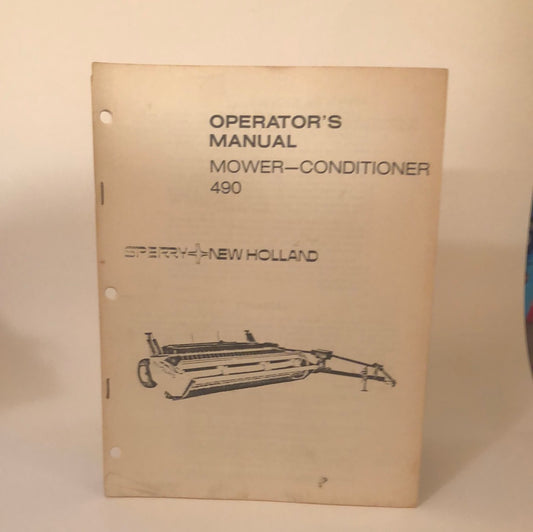 OPERATOR'S
MANUAL
MOWER–CONDITIONER
490
SPERRY NEW HOLLAND